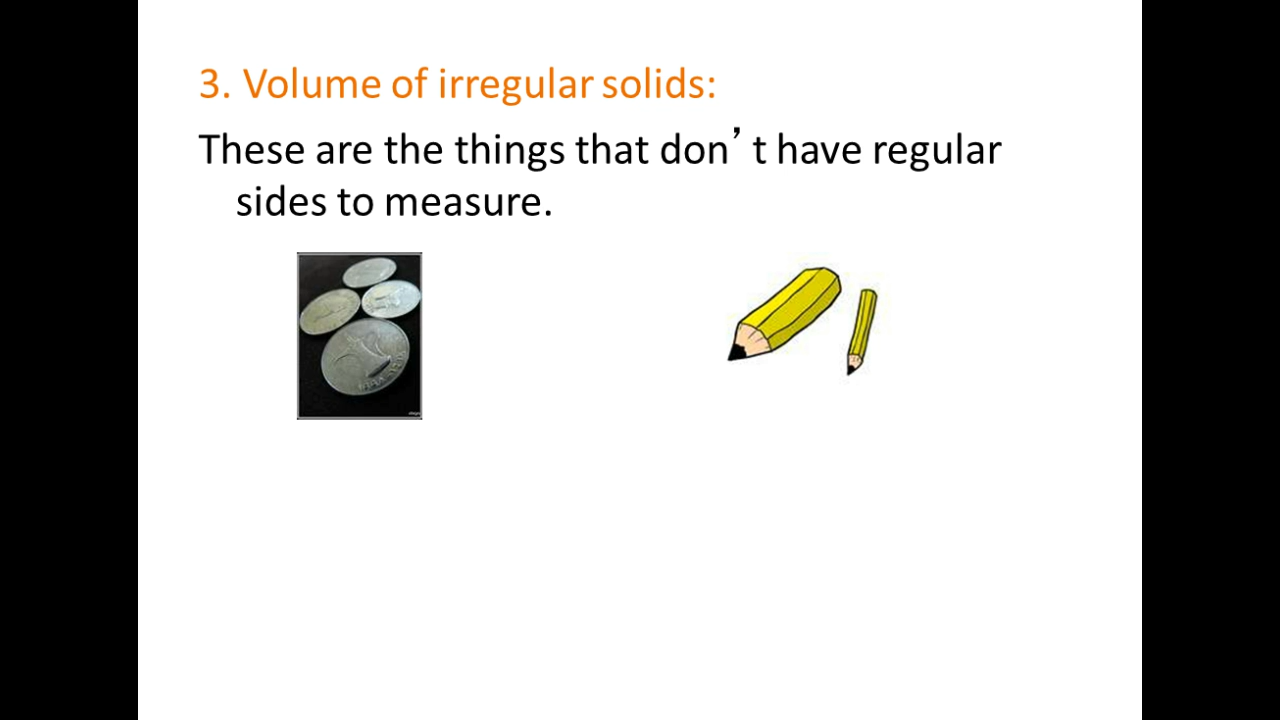 3. Volume of irregular solids:
These are the things that don’t have regular
sides to measure.